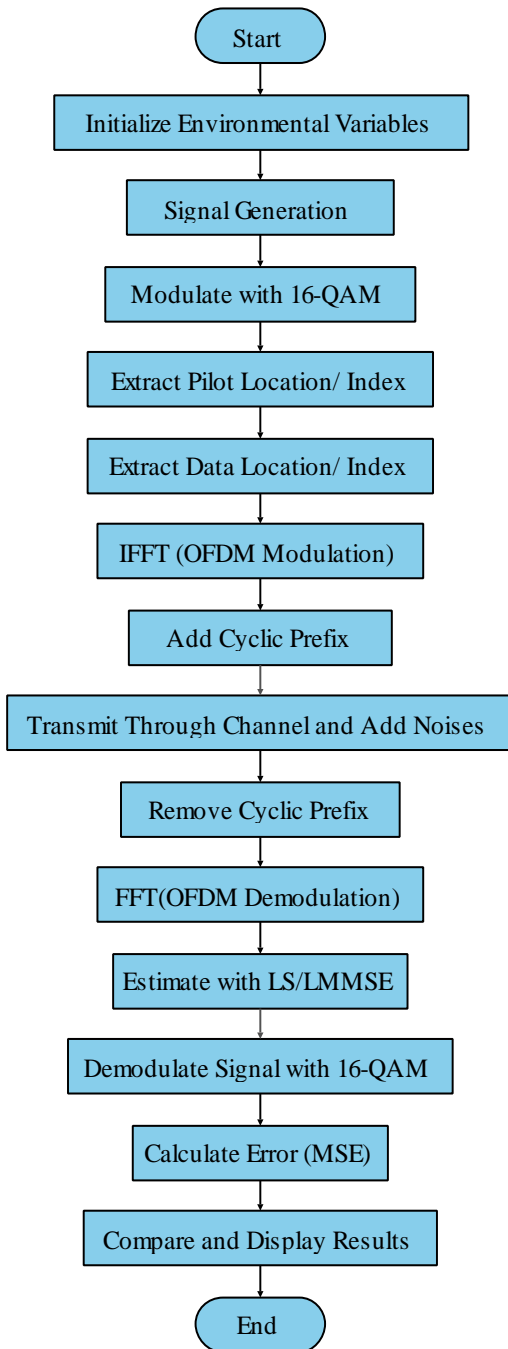 Start
Initialize Environmental Variables
Signal Generation
Modulate with 16-QAM
Extract Pilot Location/ Index
Extract Data Location/ Index
IFFT (OFDM Modulation)
Add Cyclic Prefix
Transmit Through Channel and Add Noises
Remove Cyclic Prefix
FFT(OFDM Demodulation)
Estimate with LS/LMMSE
Demodulate Signal with 16-QAM
Calculate Error (MSE)
Compare and Display Results
End